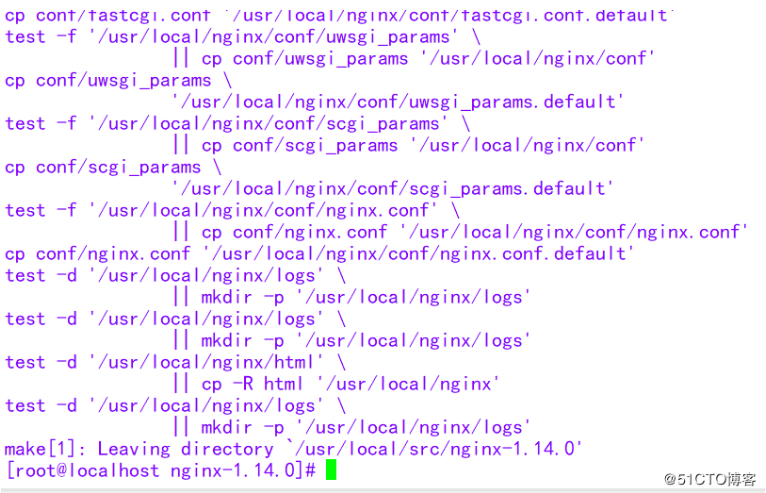 cp conf/fastcgi.conf '/usr/local/nginx/conf/fastcgi.conf.default'
test -f '/usr/local/nginx/conf/uwsgi_params' \
|| cp conf/uwsgi_params '/usr/local/nginx/conf'
cp conf/uwsgi_params \
'/usr/local/nginx/conf/uwsgi_params.default'
test -f '/usr/local/nginx/conf/scgi_params' \
|| cp conf/scgi_params '/usr/local/nginx/conf'
cp conf/scgi_params \
'/usr/local/nginx/conf/scgi_params.default'
test -f '/usr/local/nginx/conf/nginx.conf' \
|| cp conf/nginx.conf '/usr/local/nginx/conf/nginx.conf'
cp conf/nginx.conf '/usr/local/nginx/conf/nginx.conf.default'
test -d '/usr/local/nginx/logs' \
|| mkdir -p '/usr/local/nginx/logs'
test -d '/usr/local/nginx/logs' \
|| mkdir -p '/usr/local/nginx/logs'
test -d '/usr/local/nginx/html' \
|| cp -R html '/usr/local/nginx'
test -d '/usr/local/nginx/logs' \
|| mkdir -p '/usr/local/nginx/logs'
make[1]: Leaving directory `/usr/local/src/nginx-1.14.0'
[root@localhost nginx-1.14.0]#
@51CTO博客